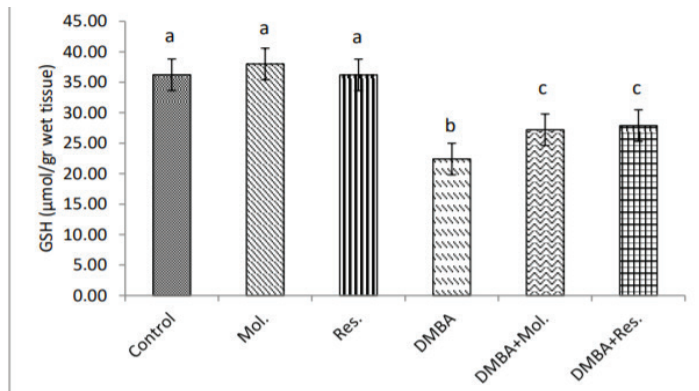 45.00
40.00
35.00
30.00
25.00
20.00
15.00
10.00
5.00
0.00
GSH (µmol/gr wet tissue)
a
a
a
b
c
c
Control
Mol.
Res.
DMBA
DMBA+Mol.
DMBA+Res.